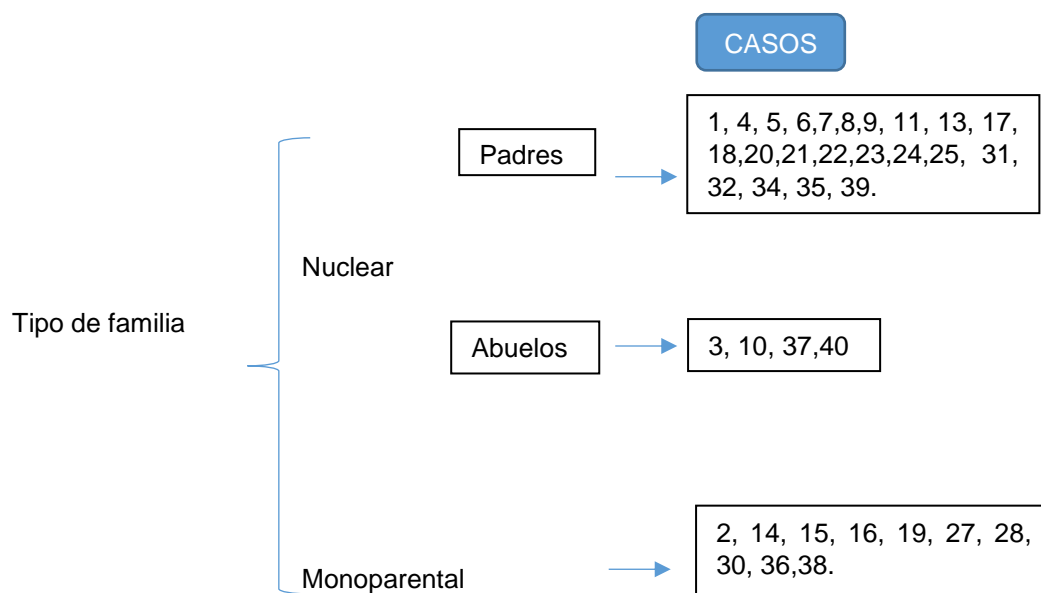 CASOS
Padres
1, 4, 5, 6,7,8,9, 11, 13, 17,
18,20,21,22,23,24,25, 31,
32, 34, 35, 39.
Nuclear
Tipo de familia
Abuelos
3, 10, 37,40
2, 14, 15, 16, 19, 27, 28,
30, 36,38.
Monoparental